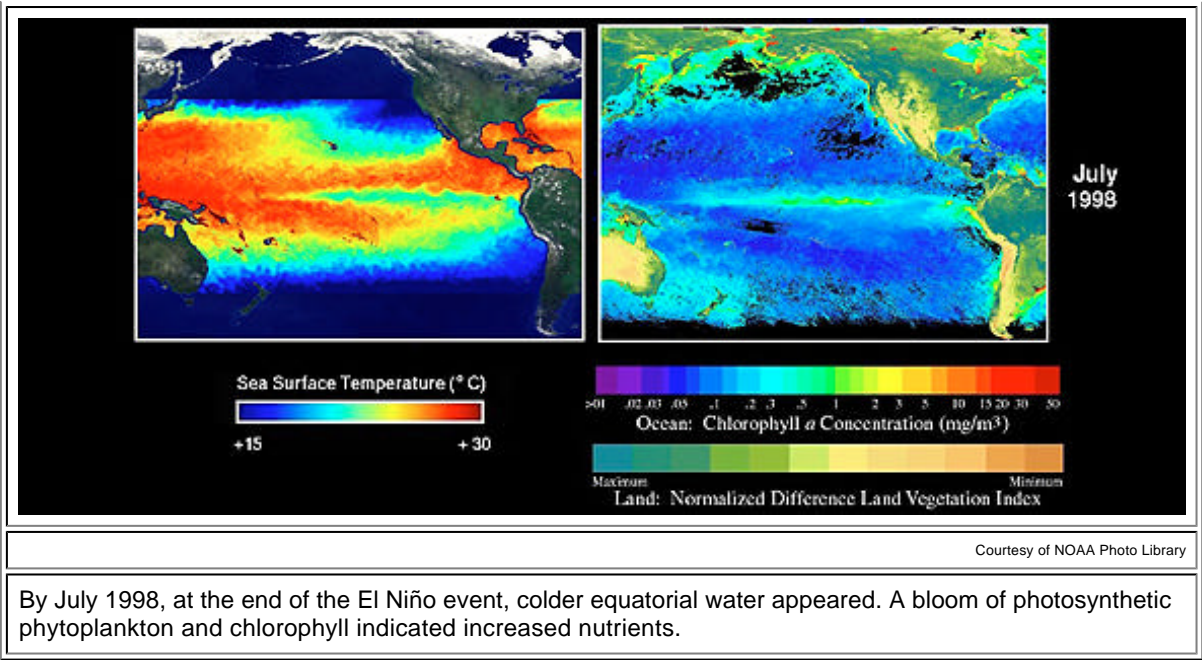 July
1998
Sea Surface Temperature (° C)
+15 +30
>01 .02 .03 .05 .1 .2 .3 .5 1 2 3 5 10 15 20 30 50
Ocean: Chlorophyll a Concentration (mg/m³)
Maximum Minimum
Land: Normalized Difference Land Vegetation Index
Courtesy of NOAA Photo Library
By July 1998, at the end of the El Niño event, colder equatorial water appeared. A bloom of photosynthetic
phytoplankton and chlorophyll indicated increased nutrients.